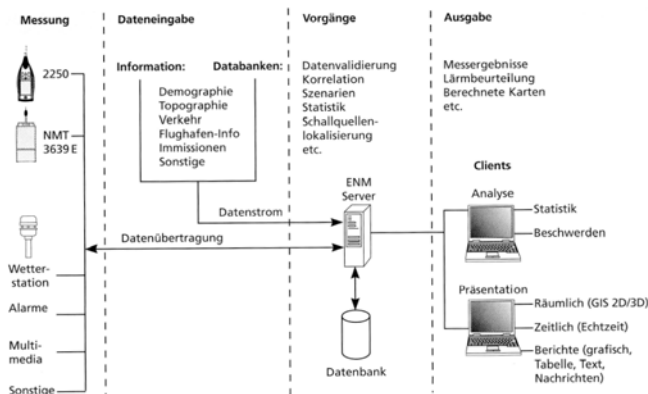 Messung
Dateneingabe
Vorgänge
Ausgabe
2250
NMT
3639 E
Wetter-
station
Alarme
Multi-
media
Sonstige
Information:
Databanken:
Demographie
Topographie
Verkehr
Flughafen-Info
Immissionen
Sonstige
Datenstrom
Datenübertragung
Datenvalidierung
Korrelation
Szenarien
Statistik
Schallquellen-
lokalisierung
etc.
ENM
Server
Datenbank
Messergebnisse
Lärmbeurteilung
Berechnete Karten
etc.
Clients
Analyse
Statistik
Beschwerden
Präsentation
Räumlich (GIS 2D/3D)
Zeitlich (Echtzeit)
Berichte (grafisch,
Tabelle, Text,
Nachrichten)